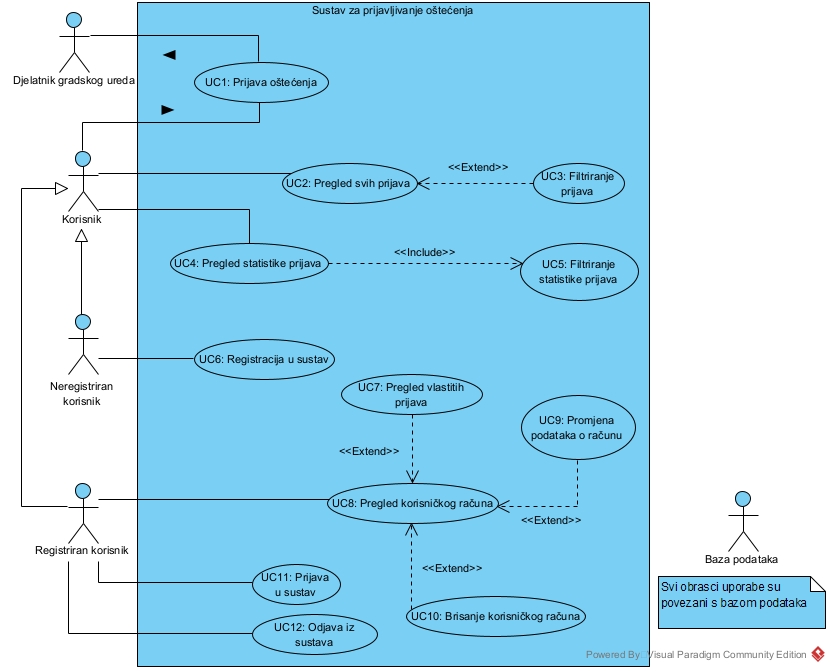 Sustav za prijavljivanje oštećenja
Djelatnik gradskog ureda
UC1: Prijava oštećenja
Korisnik
UC2: Pregled svih prijava
<<Extend>>
UC3: Filtriranje
prijava
UC4: Pregled statistike prijava
<<Include>>
UC5: Filtriranje
statistike prijava
Neregistriran
korisnik
UC6: Registracija u sustav
UC7: Pregled vlastitih
prijava
UC9: Promjena
podataka o računu
<<Extend>>
UC8: Pregled korisničkog računa
<<Extend>>
Registriran korisnik
Baza podataka
<<Extend>>
UC11: Prijava
u sustav
Svi obrasci uporabe su
povezani s bazom podataka
UC10: Brisanje korisničkog računa
UC12: Odjava iz
sustava
Powered By Visual Paradigm Community Edition